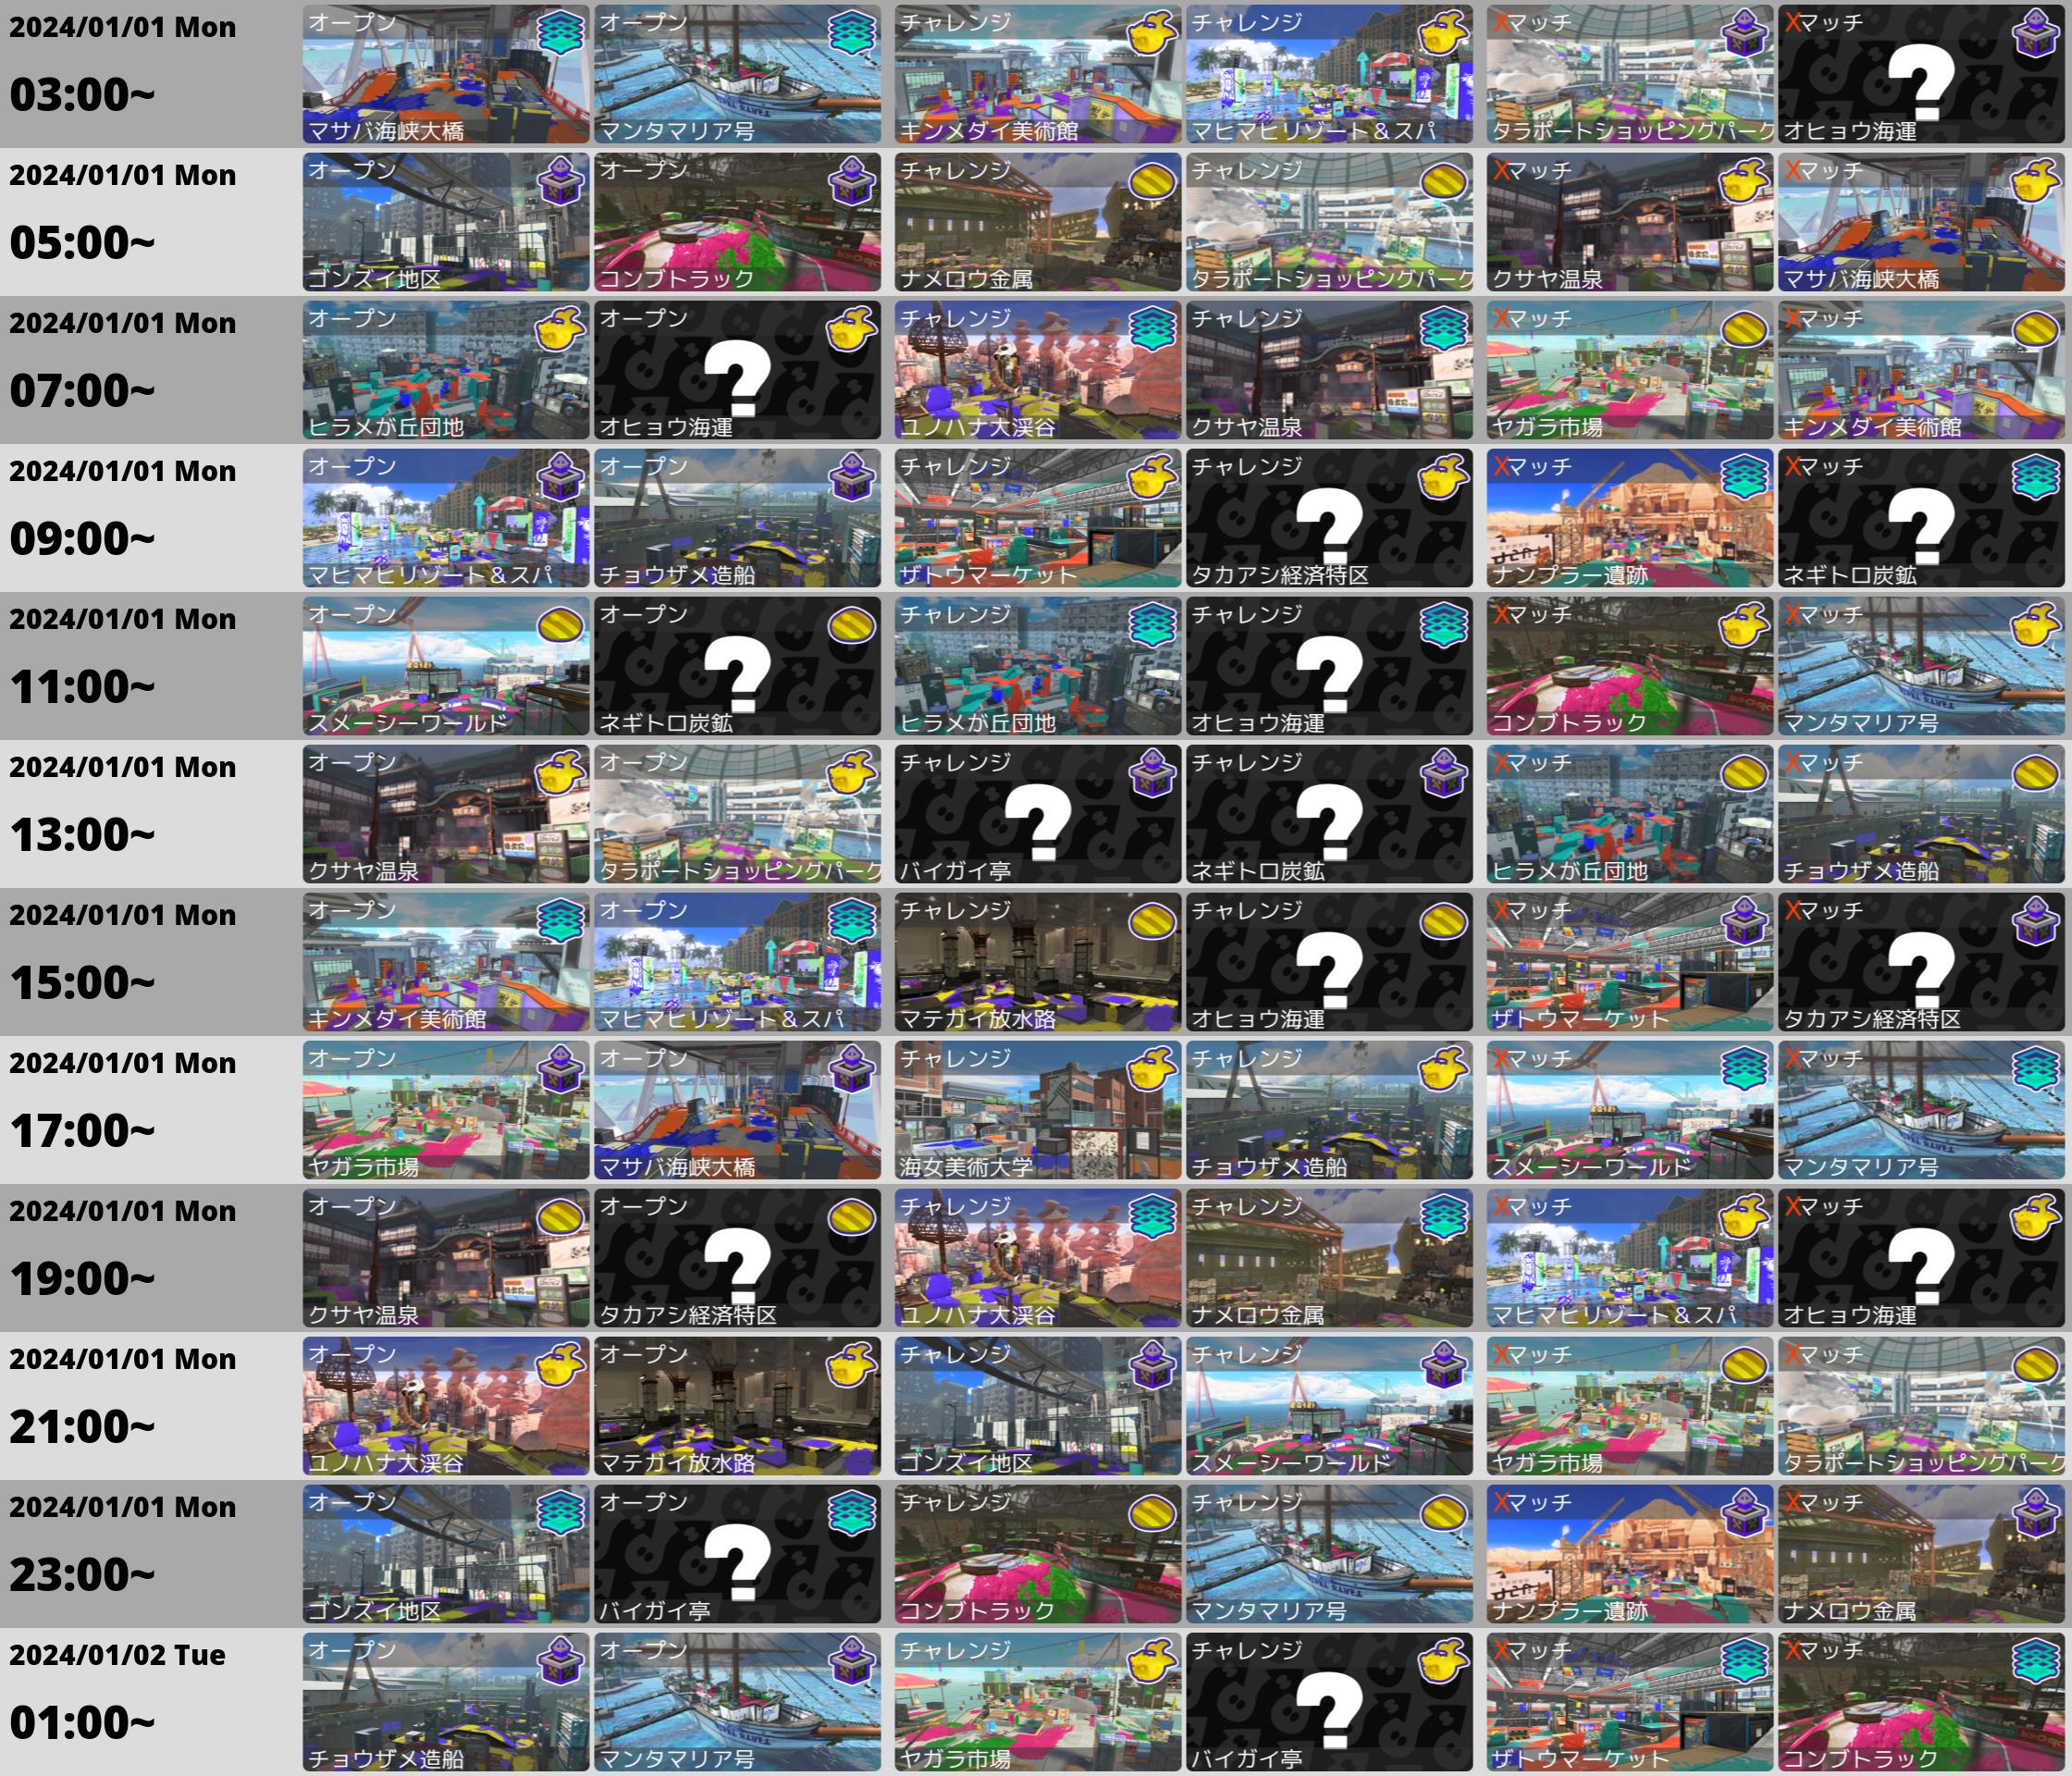 2024/01/01 Mon
03:00~
オープン
マサバ海峡大橋
オープン
マンタマリア号
チャレンジ
キンメダイ美術館
チャレンジ
マヒマヒリゾート＆スパ
Xマッチ
タラポートショッピングパーク
Xマッチ
オヒョウ海運
2024/01/01 Mon
05:00~
オープン
ゴンズイ地区
オープン
コンブトラック
チャレンジ
ナメロウ金属
チャレンジ
タラポートショッピングパーク
Xマッチ
クサヤ温泉
Xマッチ
マサバ海峡大橋
2024/01/01 Mon
07:00~
オープン
ヒラメが丘団地
オープン
オヒョウ海運
チャレンジ
ユノハナ大渓谷
チャレンジ
クサヤ温泉
Xマッチ
ヤガラ市場
Xマッチ
キンメダイ美術館
2024/01/01 Mon
09:00~
オープン
マヒマヒリゾート＆スパ
オープン
チョウザメ造船
チャレンジ
ザトウマーケット
チャレンジ
タカアシ経済特区
Xマッチ
ナンプラー遺跡
Xマッチ
ネギトロ炭鉱
2024/01/01 Mon
11:00~
オープン
スメーシーワールド
オープン
ネギトロ炭鉱
チャレンジ
ヒラメが丘団地
チャレンジ
オヒョウ海運
Xマッチ
コンブトラック
Xマッチ
マンタマリア号
2024/01/01 Mon
13:00~
オープン
クサヤ温泉
オープン
タラポートショッピングパーク
チャレンジ
バイガイ亭
チャレンジ
ネギトロ炭鉱
Xマッチ
ヒラメが丘団地
Xマッチ
チョウザメ造船
2024/01/01 Mon
15:00~
オープン
キンメダイ美術館
オープン
マヒマヒリゾート＆スパ
チャレンジ
マテガイ放水路
チャレンジ
オヒョウ海運
Xマッチ
ザトウマーケット
Xマッチ
タカアシ経済特区
2024/01/01 Mon
17:00~
オープン
ヤガラ市場
オープン
マサバ海峡大橋
チャレンジ
海女美術大学
チャレンジ
チョウザメ造船
Xマッチ
スメーシーワールド
Xマッチ
マンタマリア号
2024/01/01 Mon
19:00~
オープン
クサヤ温泉
オープン
タカアシ経済特区
チャレンジ
ユノハナ大渓谷
チャレンジ
ナメロウ金属
Xマッチ
マヒマヒリゾート＆スパ
Xマッチ
オヒョウ海運
2024/01/01 Mon
21:00~
オープン
ユノハナ大渓谷
オープン
マテガイ放水路
チャレンジ
ゴンズイ地区
チャレンジ
スメーシーワールド
Xマッチ
ヤガラ市場
Xマッチ
タラポートショッピングパーク
2024/01/01 Mon
23:00~
オープン
ゴンズイ地区
オープン
バイガイ亭
チャレンジ
コンブトラック
チャレンジ
マンタマリア号
Xマッチ
ナンプラー遺跡
Xマッチ
ナメロウ金属
2024/01/02 Tue
01:00~
オープン
チョウザメ造船
オープン
マンタマリア号
チャレンジ
ヤガラ市場
チャレンジ
バイガイ亭
Xマッチ
ザトウマーケット
Xマッチ
コンブトラック